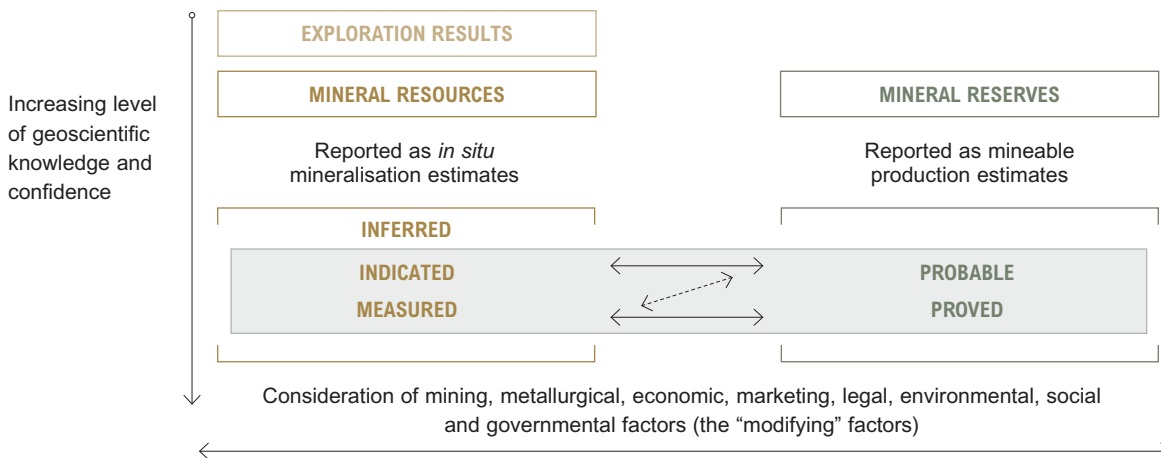 EXPLORATION RESULTS
MINERAL RESOURCES
MINERAL RESERVES
Increasing level
of geoscientific
knowledge and
confidence
Reported as in situ
mineralisation estimates
Reported as mineable
production estimates
INFERRED
INDICATED
PROBABLE
MEASURED
PROVED
Consideration of mining, metallurgical, economic, marketing, legal, environmental, social
and governmental factors (the “modifying” factors)